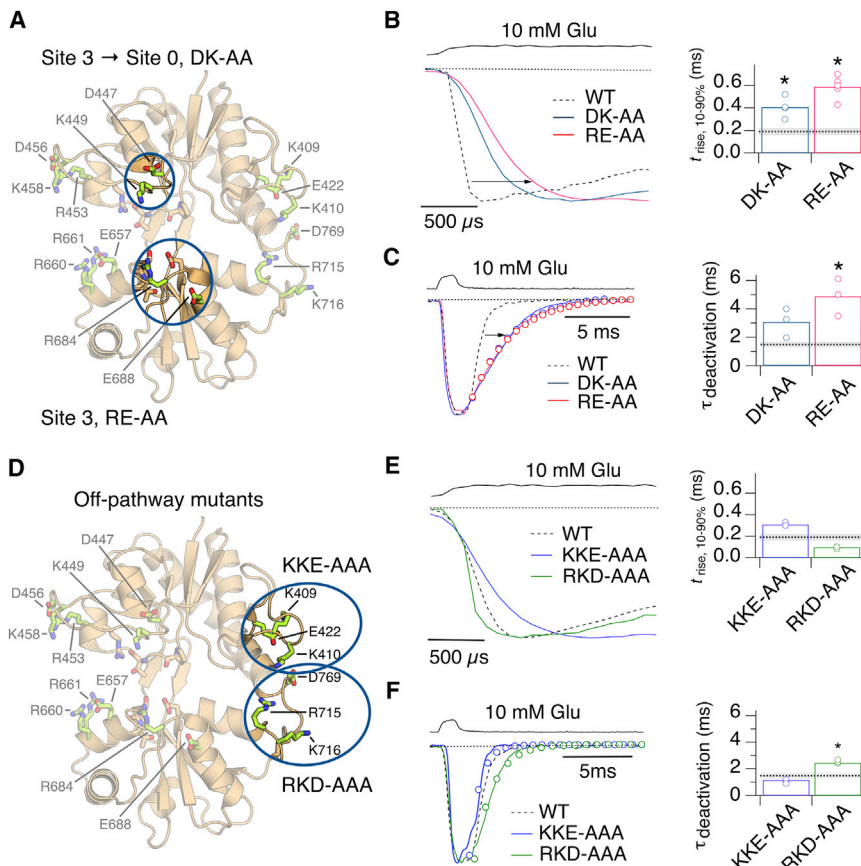 A
Site 3 → Site 0, DK-AA
D447
K449
D456
K458
R453
K409
E422
K410
D769
R661
E657
R660
R715
K716
R684
E688
Site 3, RE-AA
B
10 mM Glu
WT
DK-AA
RE-AA
500 µs
t rise, 10-90% (ms)
0.6
0.4
0.2
0
*
*
DK-AA
RE-AA
C
10 mM Glu
5 ms
WT
DK-AA
RE-AA
τ deactivation (ms)
6
4
2
0
*
DK-AA
RE-AA
D
Off-pathway mutants
D447
K449
D456
K458
R453
KKE-AAA
K409
E422
K410
D769
R661
E657
R660
R715
K716
R684
E688
RKD-AAA
E
10 mM Glu
WT
KKE-AAA
RKD-AAA
500 µs
t rise, 10-90% (ms)
0.6
0.4
0.2
0
KKE-AAA
RKD-AAA
F
10 mM Glu
5ms
WT
KKE-AAA
RKD-AAA
τ deactivation (ms)
6
4
2
0
*
KKE-AAA
RKD-AAA